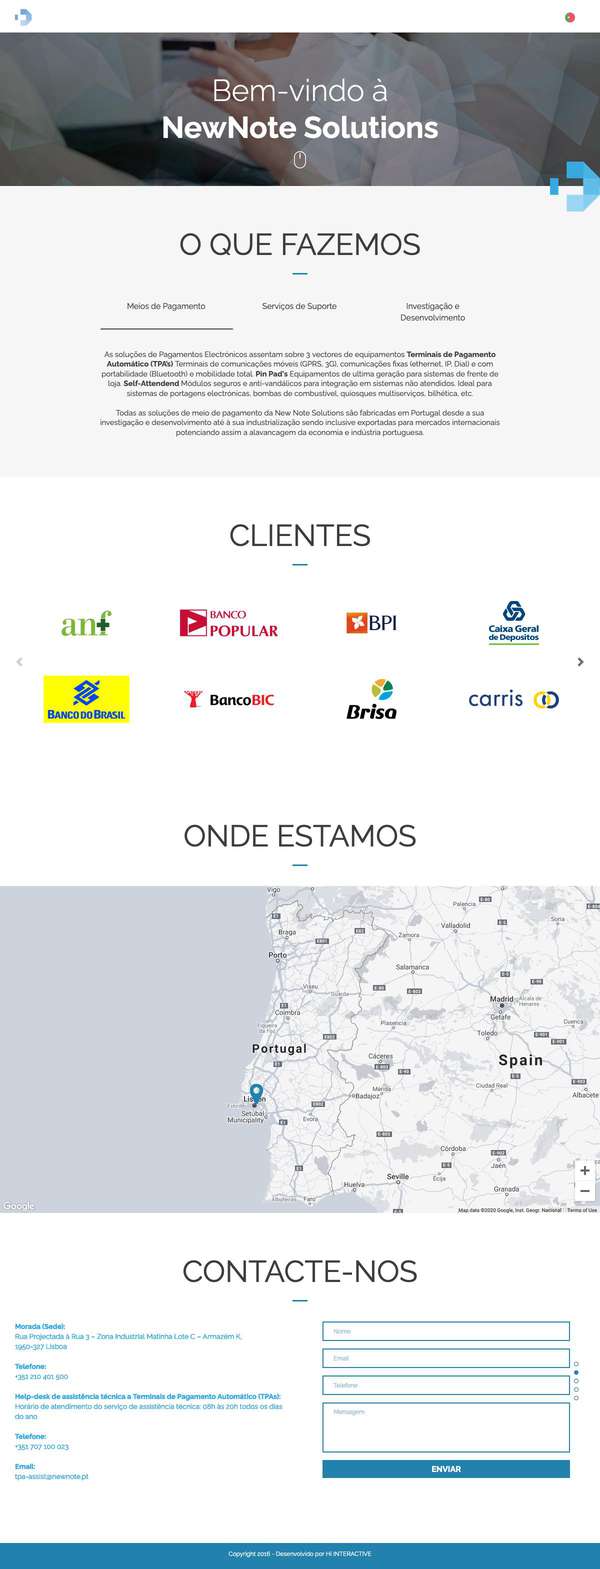 Bem-vindo à
NewNote Solutions
O QUE FAZEMOS
Meios de Pagamento
Serviços de Suporte
Investigação e
Desenvolvimento
As soluções de Pagamentos Electrónicos assentam sobre 3 vectores de equipamentos Terminais de Pagamento
Automático (TPA's) Terminais de comunicações móveis (GPRS, 3G), comunicações fixas (ethernet, IP, Dial) e com
portabilidade (Bluetooth) e mobilidade total. Pin Pad's Equipamentos de ultima geração para sistemas de frente de
loja. Self-Attendend Módulos seguros e anti-vandálicos para integração em sistemas não atendidos. Ideal para
sistemas de portagens electrónicas, bombas de combustível, quiosques multiserviços, bilhética, etc.
Todas as soluções de meio de pagamento da New Note Solutions são fabricadas em Portugal desde a sua
investigação e desenvolvimento até à sua industrialização sendo inclusive exportadas para mercados internacionais
potenciando assim a alavancagem da economia e indústria portuguesa.
CLIENTES
anf
BANCO
POPULAR
BPI
Caixa Geral
de Depositos
BANCO DO BRASIL
BancoBIC
Brisa
carris
ONDE ESTAMOS
Vigo
Braga
Porto
Viseu
Guarda
Coimbra
Figueira
da Foz
Portugal
Lisbon
Setubal
Municipality
Evora
Albufeira
Faro
Palencia
Soria
Valladolid
Zamora
Salamanca
Madrid
Alcalá de
Henares
Getafe
Toledo
Cuenca
Plasencia
Cáceres
Spain
Mérida
Badajoz
Ciudad Real
Albacete
Córdoba
Jaén
Seville
Écija
Huelva
Granada
Google
Map data ©2020 Google, Inst. Geogr. Nacional
Terms of Use
CONTACTE-NOS
Morada (Sede):
Rua Projectada à Rua 3 – Zona Industrial Matinha Lote C – Armazém K,
1950-327 Lisboa
Telefone:
+351 210 401 500
Help-desk de assistência técnica a Terminais de Pagamento Automático (TPAs):
Horário de atendimento do serviço de assistência técnica: 08h às 20h todos os dias
do ano
Telefone:
+351 707 100 023
Email:
tpa-assist@newnote.pt
Nome
Email
Telefone
Mensagem
ENVIAR
Copyright 2016 - Desenvolvido por HI INTERACTIVE